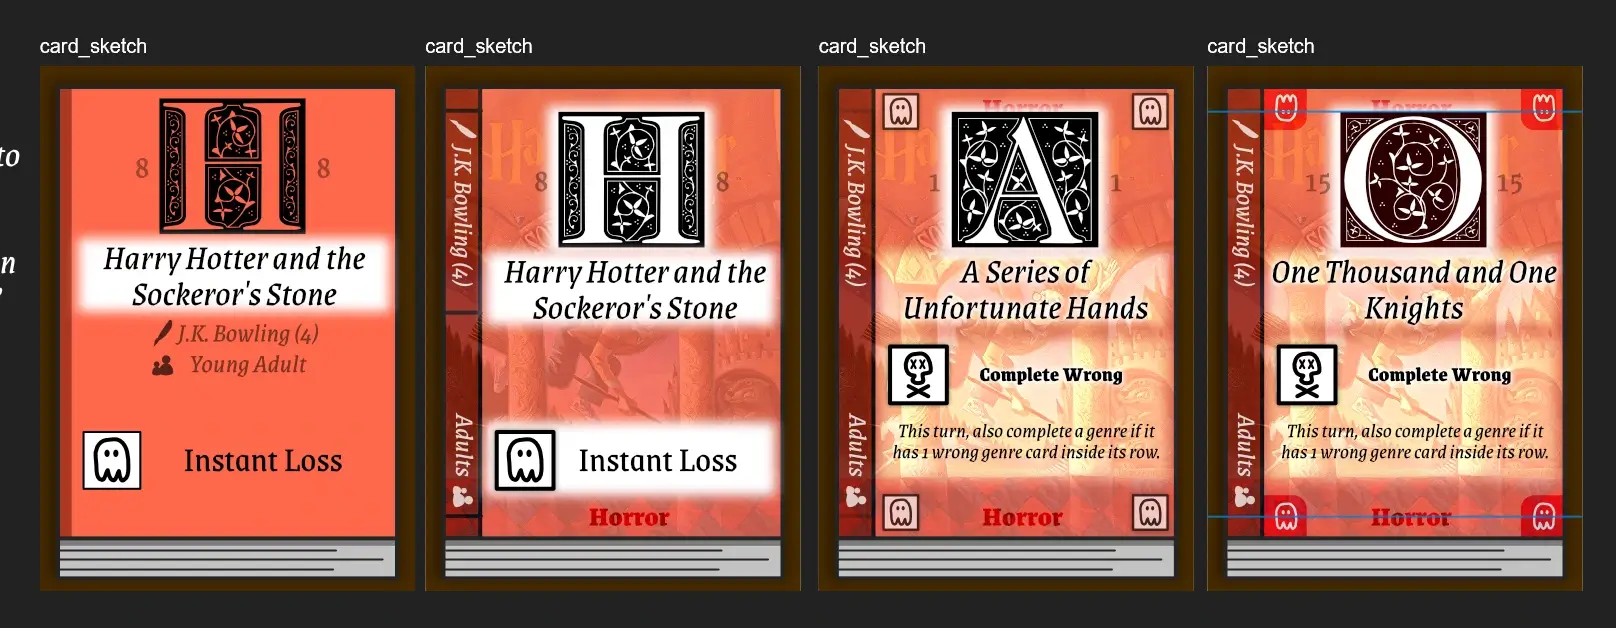 to
n
card_sketch
H
8 8
Harry Hotter and the
Sockeror's Stone
J.K. Bowling (4)
Young Adult
Instant Loss
card_sketch
J.K. Bowling (4)
Adults
Ha
r
H
8 8
Harry Hotter and the
Sockeror's Stone
Instant Loss
Horror
card_sketch
J.K. Bowling (4)
Adults
Horror
A
1 1
A Series of
Unfortunate Hands
Complete Wrong
This turn, also complete a genre if it
has 1 wrong genre card inside its row.
Horror
card_sketch
J.K. Bowling (4)
Adults
Horror
O
15 15
One Thousand and One
Knights
Complete Wrong
This turn, also complete a genre if it
has 1 wrong genre card inside its row.
Horror